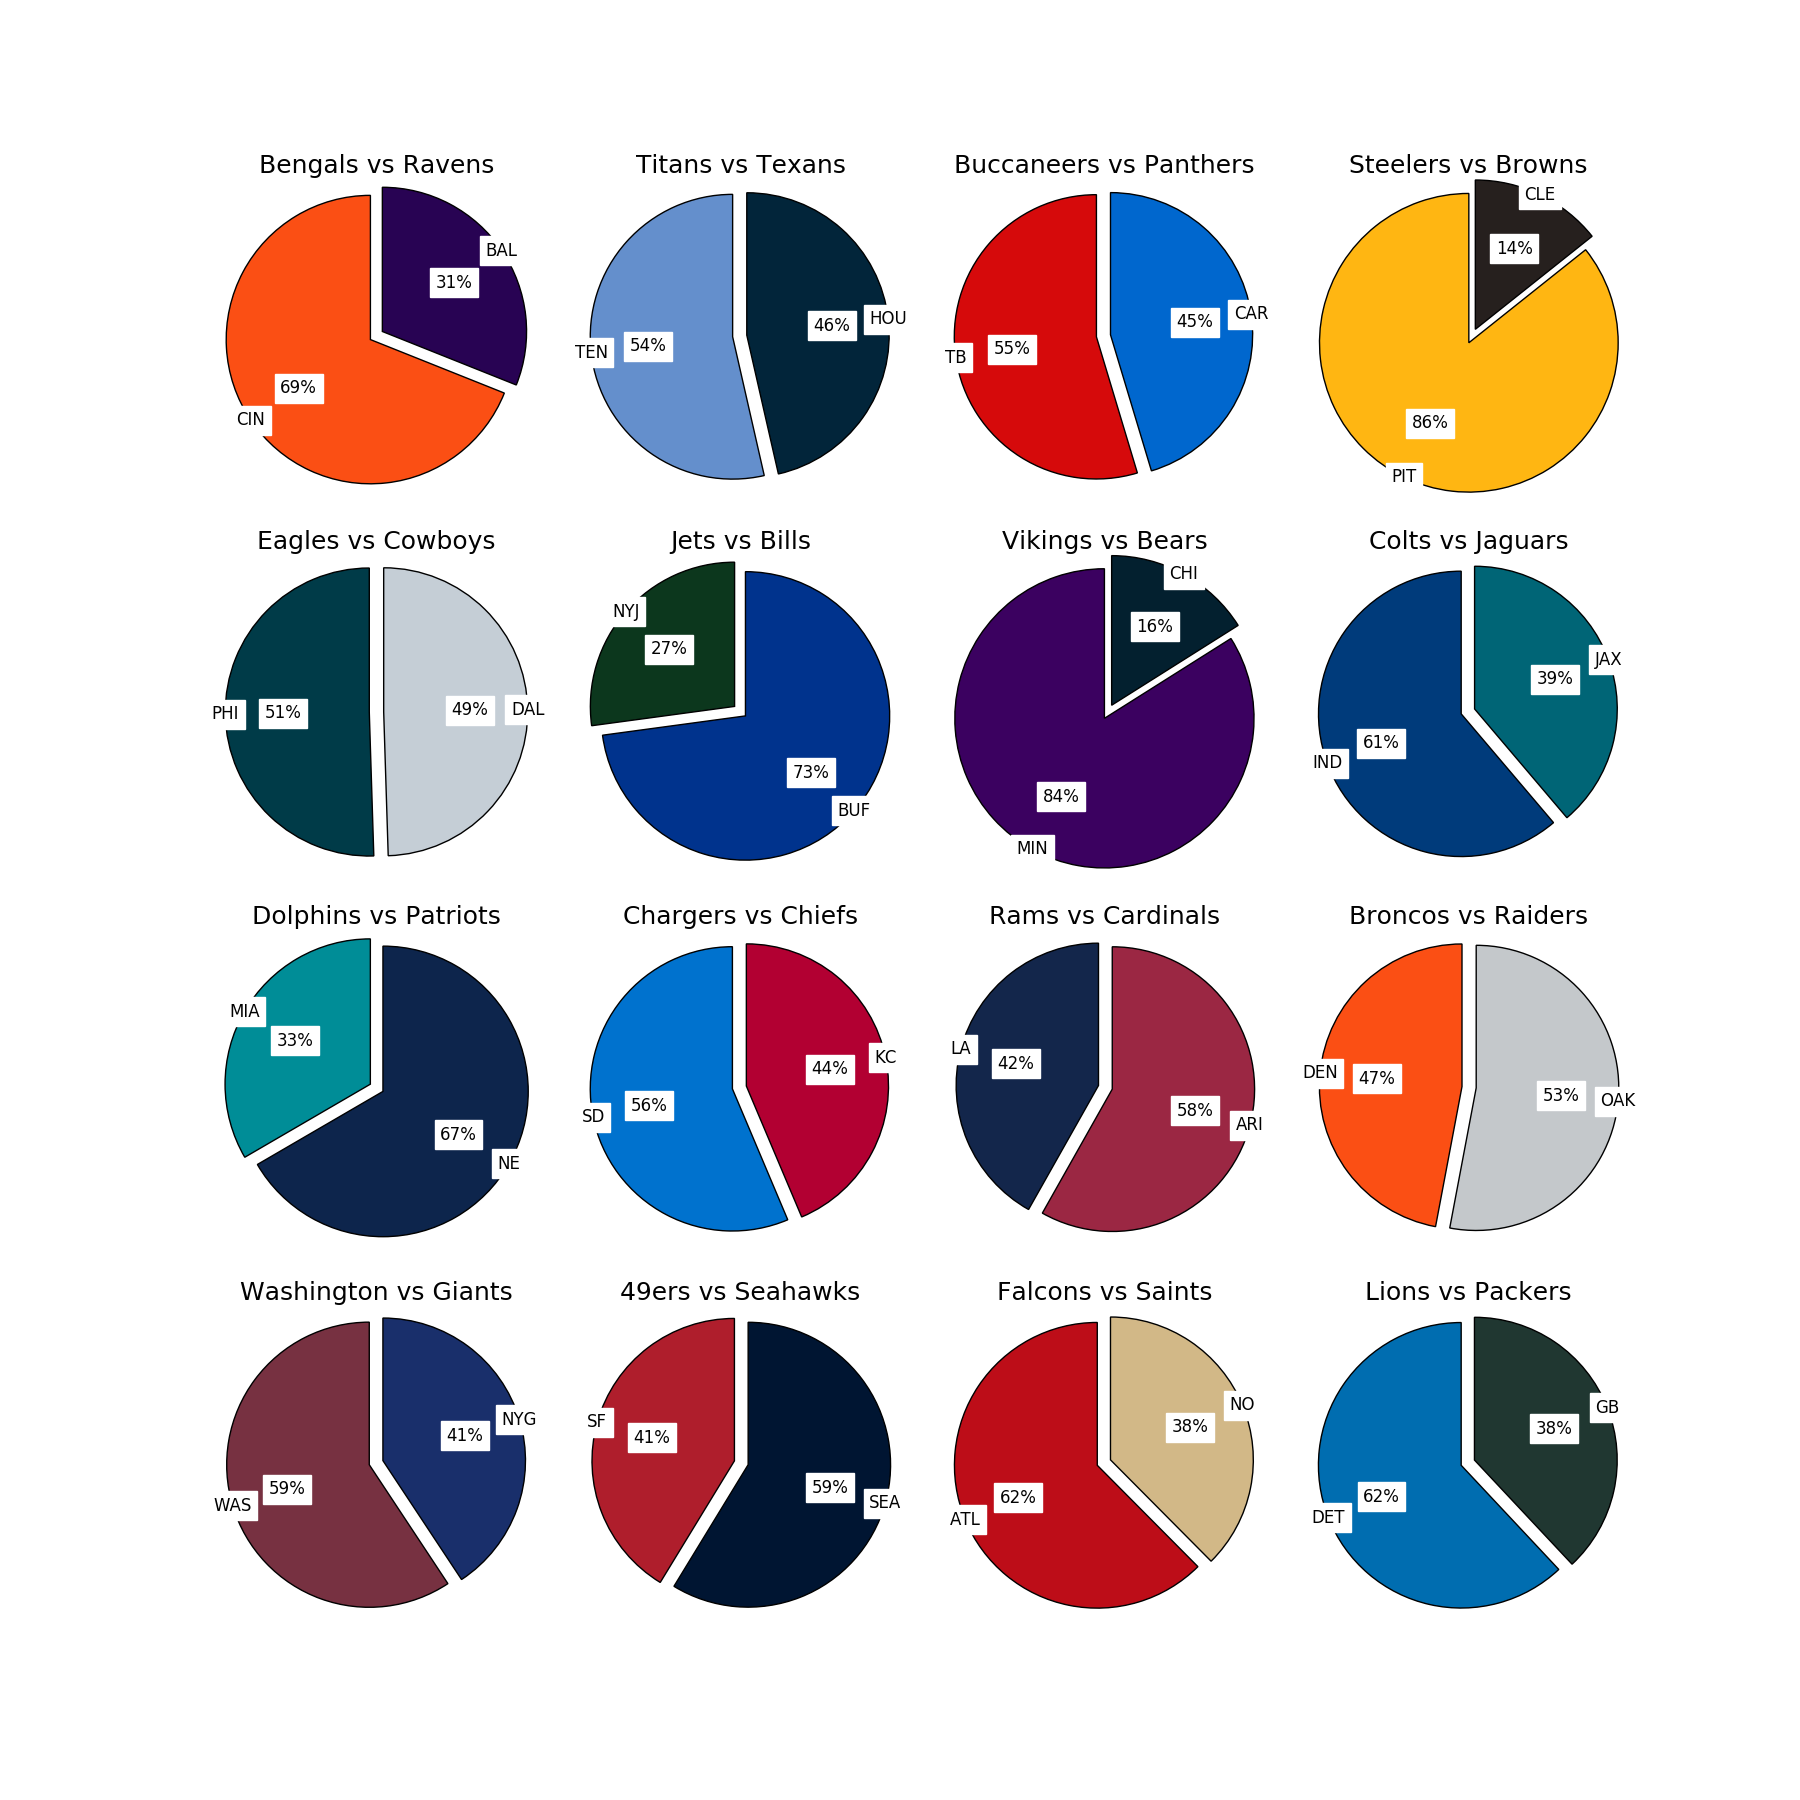 Bengals vs Ravens
BAL
31%
69%
CIN
Titans vs Texans
HOU
46%
54%
TEN
Buccaneers vs Panthers
CAR
45%
55%
TB
Steelers vs Browns
CLE
14%
86%
PIT
Eagles vs Cowboys
PHI
51%
49%
DAL
Jets vs Bills
NYJ
27%
73%
BUF
Vikings vs Bears
CHI
16%
84%
MIN
Colts vs Jaguars
JAX
39%
61%
IND
Dolphins vs Patriots
MIA
33%
67%
NE
Chargers vs Chiefs
KC
44%
56%
SD
Rams vs Cardinals
LA
42%
58%
ARI
Broncos vs Raiders
DEN
47%
53%
OAK
Washington vs Giants
NYG
41%
59%
WAS
49ers vs Seahawks
SF
41%
59%
SEA
Falcons vs Saints
NO
38%
62%
ATL
Lions vs Packers
GB
38%
62%
DET